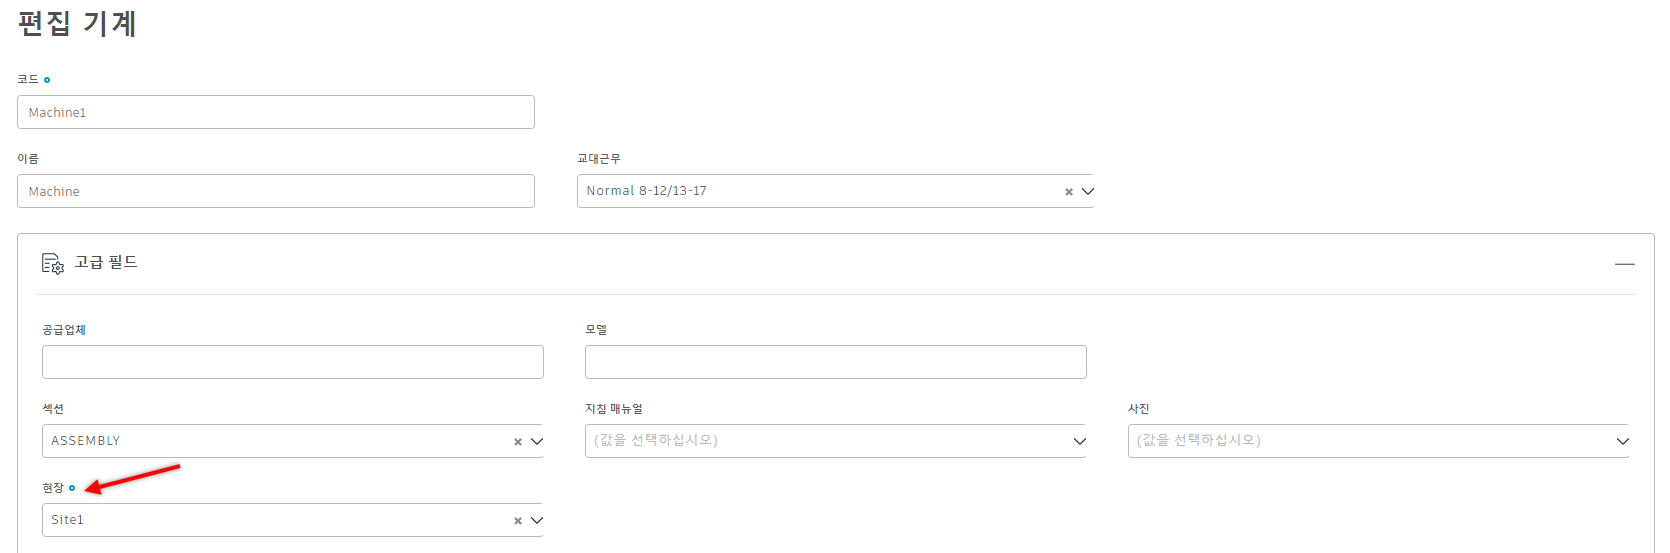 편집 기계
코드
Machine1
이름
교대근무
Machine
Normal 8-12/13-17
고급 필드
공급업체
모델
섹션
지침 매뉴얼
사진
ASSEMBLY
(값을 선택하십시오)
(값을 선택하십시오)
현장
Site1